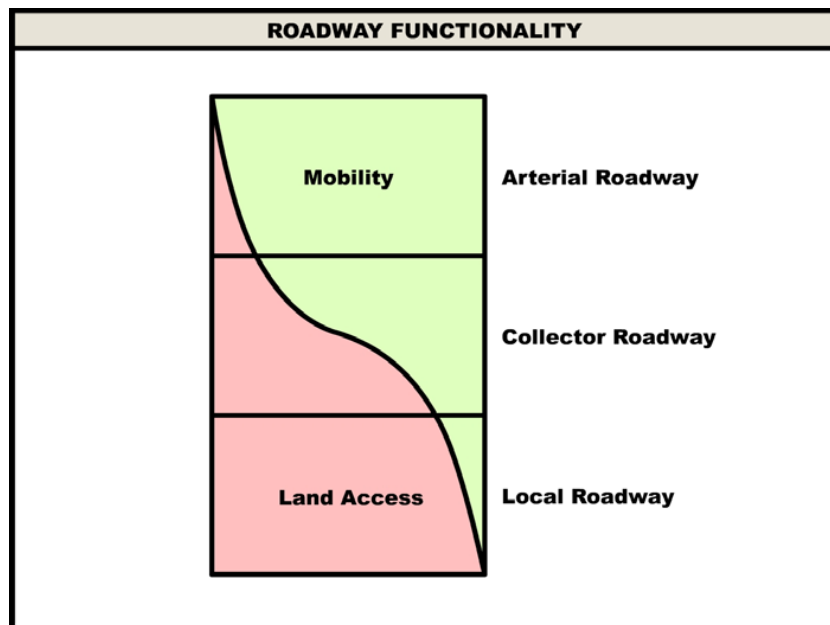 ROADWAY FUNCTIONALITY
Mobility
Arterial Roadway
Collector Roadway
Land Access
Local Roadway